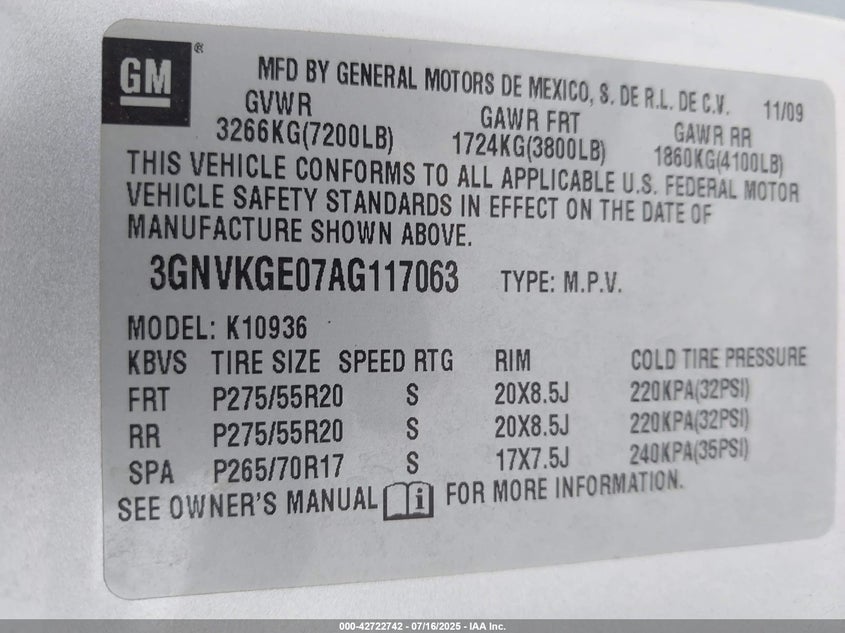 GM ®
MFD BY GENERAL MOTORS DE MEXICO, S. DE R.L. DE C.V. 11/09
GVWR GAWR FRT GAWR RR
3266KG(7200LB) 1724KG(3800LB) 1860KG(4100LB)
THIS VEHICLE CONFORMS TO ALL APPLICABLE U.S. FEDERAL MOTOR
VEHICLE SAFETY STANDARDS IN EFFECT ON THE DATE OF
MANUFACTURE SHOWN ABOVE.
3GNVKGE07AG117063 TYPE: M.P.V.
MODEL: K10936
KBVS TIRE SIZE SPEED RTG RIM COLD TIRE PRESSURE
FRT P275/55R20 S 20X8.5J 220KPA(32PSI)
RR P275/55R20 S 20X8.5J 220KPA(32PSI)
SPA P265/70R17 S 17X7.5J 240KPA(35PSI)
SEE OWNER'S MANUAL i FOR MORE INFORMATION.
000-42722742 - 07/16/2025 - IAA Inc.